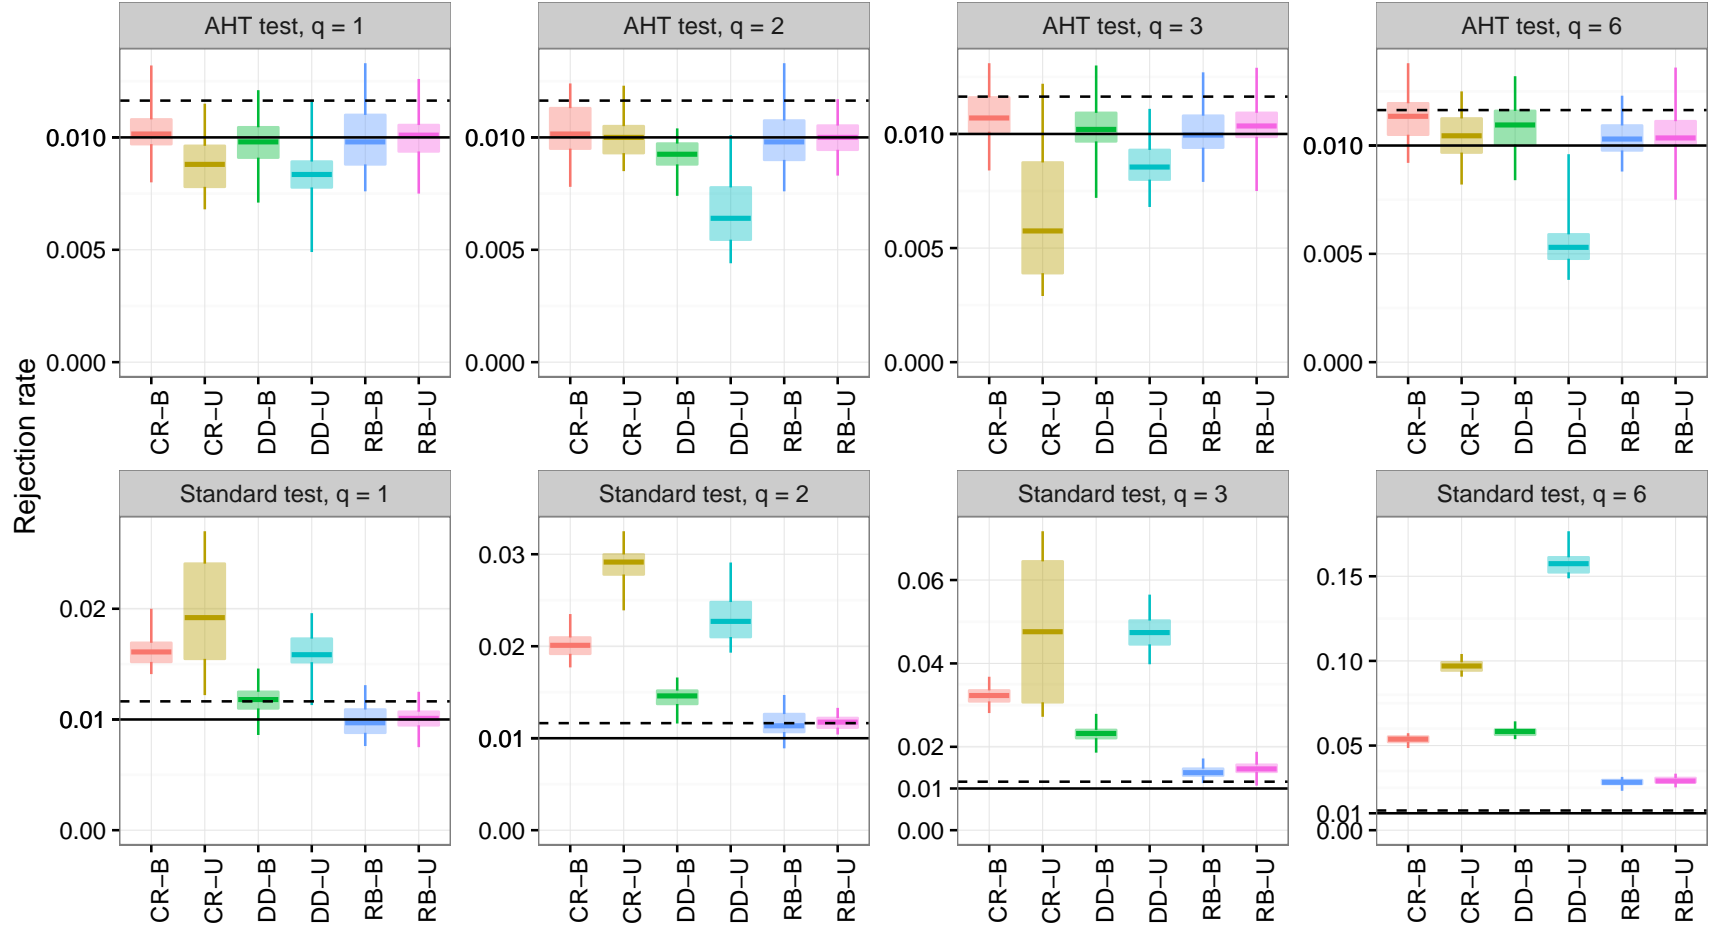 AHT test, q = 1
AHT test, q = 2
AHT test, q = 3
AHT test, q = 6
0.010
0.005
0.000
0.010
0.005
0.000
0.010
0.005
0.000
0.010
0.005
0.000
CR−B
CR−U
DD−B
DD−U
RB−B
RB−U
CR−B
CR−U
DD−B
DD−U
RB−B
RB−U
CR−B
CR−U
DD−B
DD−U
RB−B
RB−U
CR−B
CR−U
DD−B
DD−U
RB−B
RB−U
Rejection rate
Standard test, q = 1
Standard test, q = 2
Standard test, q = 3
Standard test, q = 6
0.02
0.01
0.00
0.03
0.02
0.01
0.00
0.06
0.04
0.02
0.01
0.00
0.15
0.10
0.05
0.01
0.00
CR−B
CR−U
DD−B
DD−U
RB−B
RB−U
CR−B
CR−U
DD−B
DD−U
RB−B
RB−U
CR−B
CR−U
DD−B
DD−U
RB−B
RB−U
CR−B
CR−U
DD−B
DD−U
RB−B
RB−U